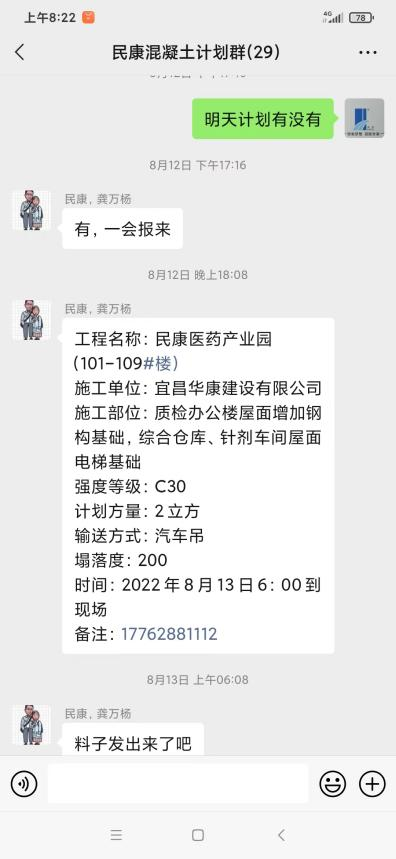 上午8:22
4G
78
民康混凝土计划群(29)
明天计划有没有
8月12日 下午17:16
民康，龚万杨
有，一会报来
8月12日 晚上18:08
民康，龚万杨
工程名称：民康医药产业园
（101-109#楼）
施工单位：宜昌华康建设有限公司
施工部位：质检办公楼屋面增加钢
构基础，综合仓库、针剂车间屋面
电梯基础
强度等级：C30
计划方量：2立方
输送方式：汽车吊
塌落度：200
时间：2022年8月13日6：00到
现场
备注：17762881112
8月13日 上午06:08
民康，龚万杨
料子发出来了吧